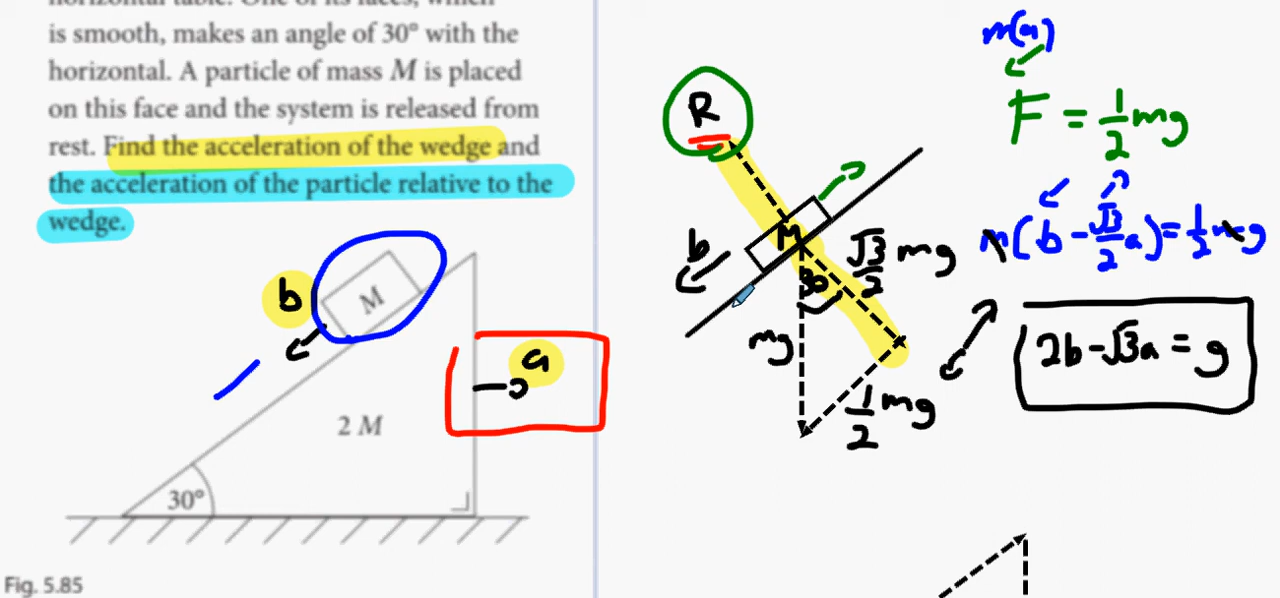 horizontal table. One of its faces, which
is smooth, makes an angle of 30° with the
horizontal. A particle of mass M is placed
on this face and the system is released from
rest. Find the acceleration of the wedge and
the acceleration of the particle relative to the
wedge.
b
M
a
2 M
30°
Fig. 5.85
R
M
b
30
√3/2 mg
mg
1/2 mg
m(a)
F = 1/2 mg
m(b - √3/2 a) = 1/2 mg
2b - √3a = g